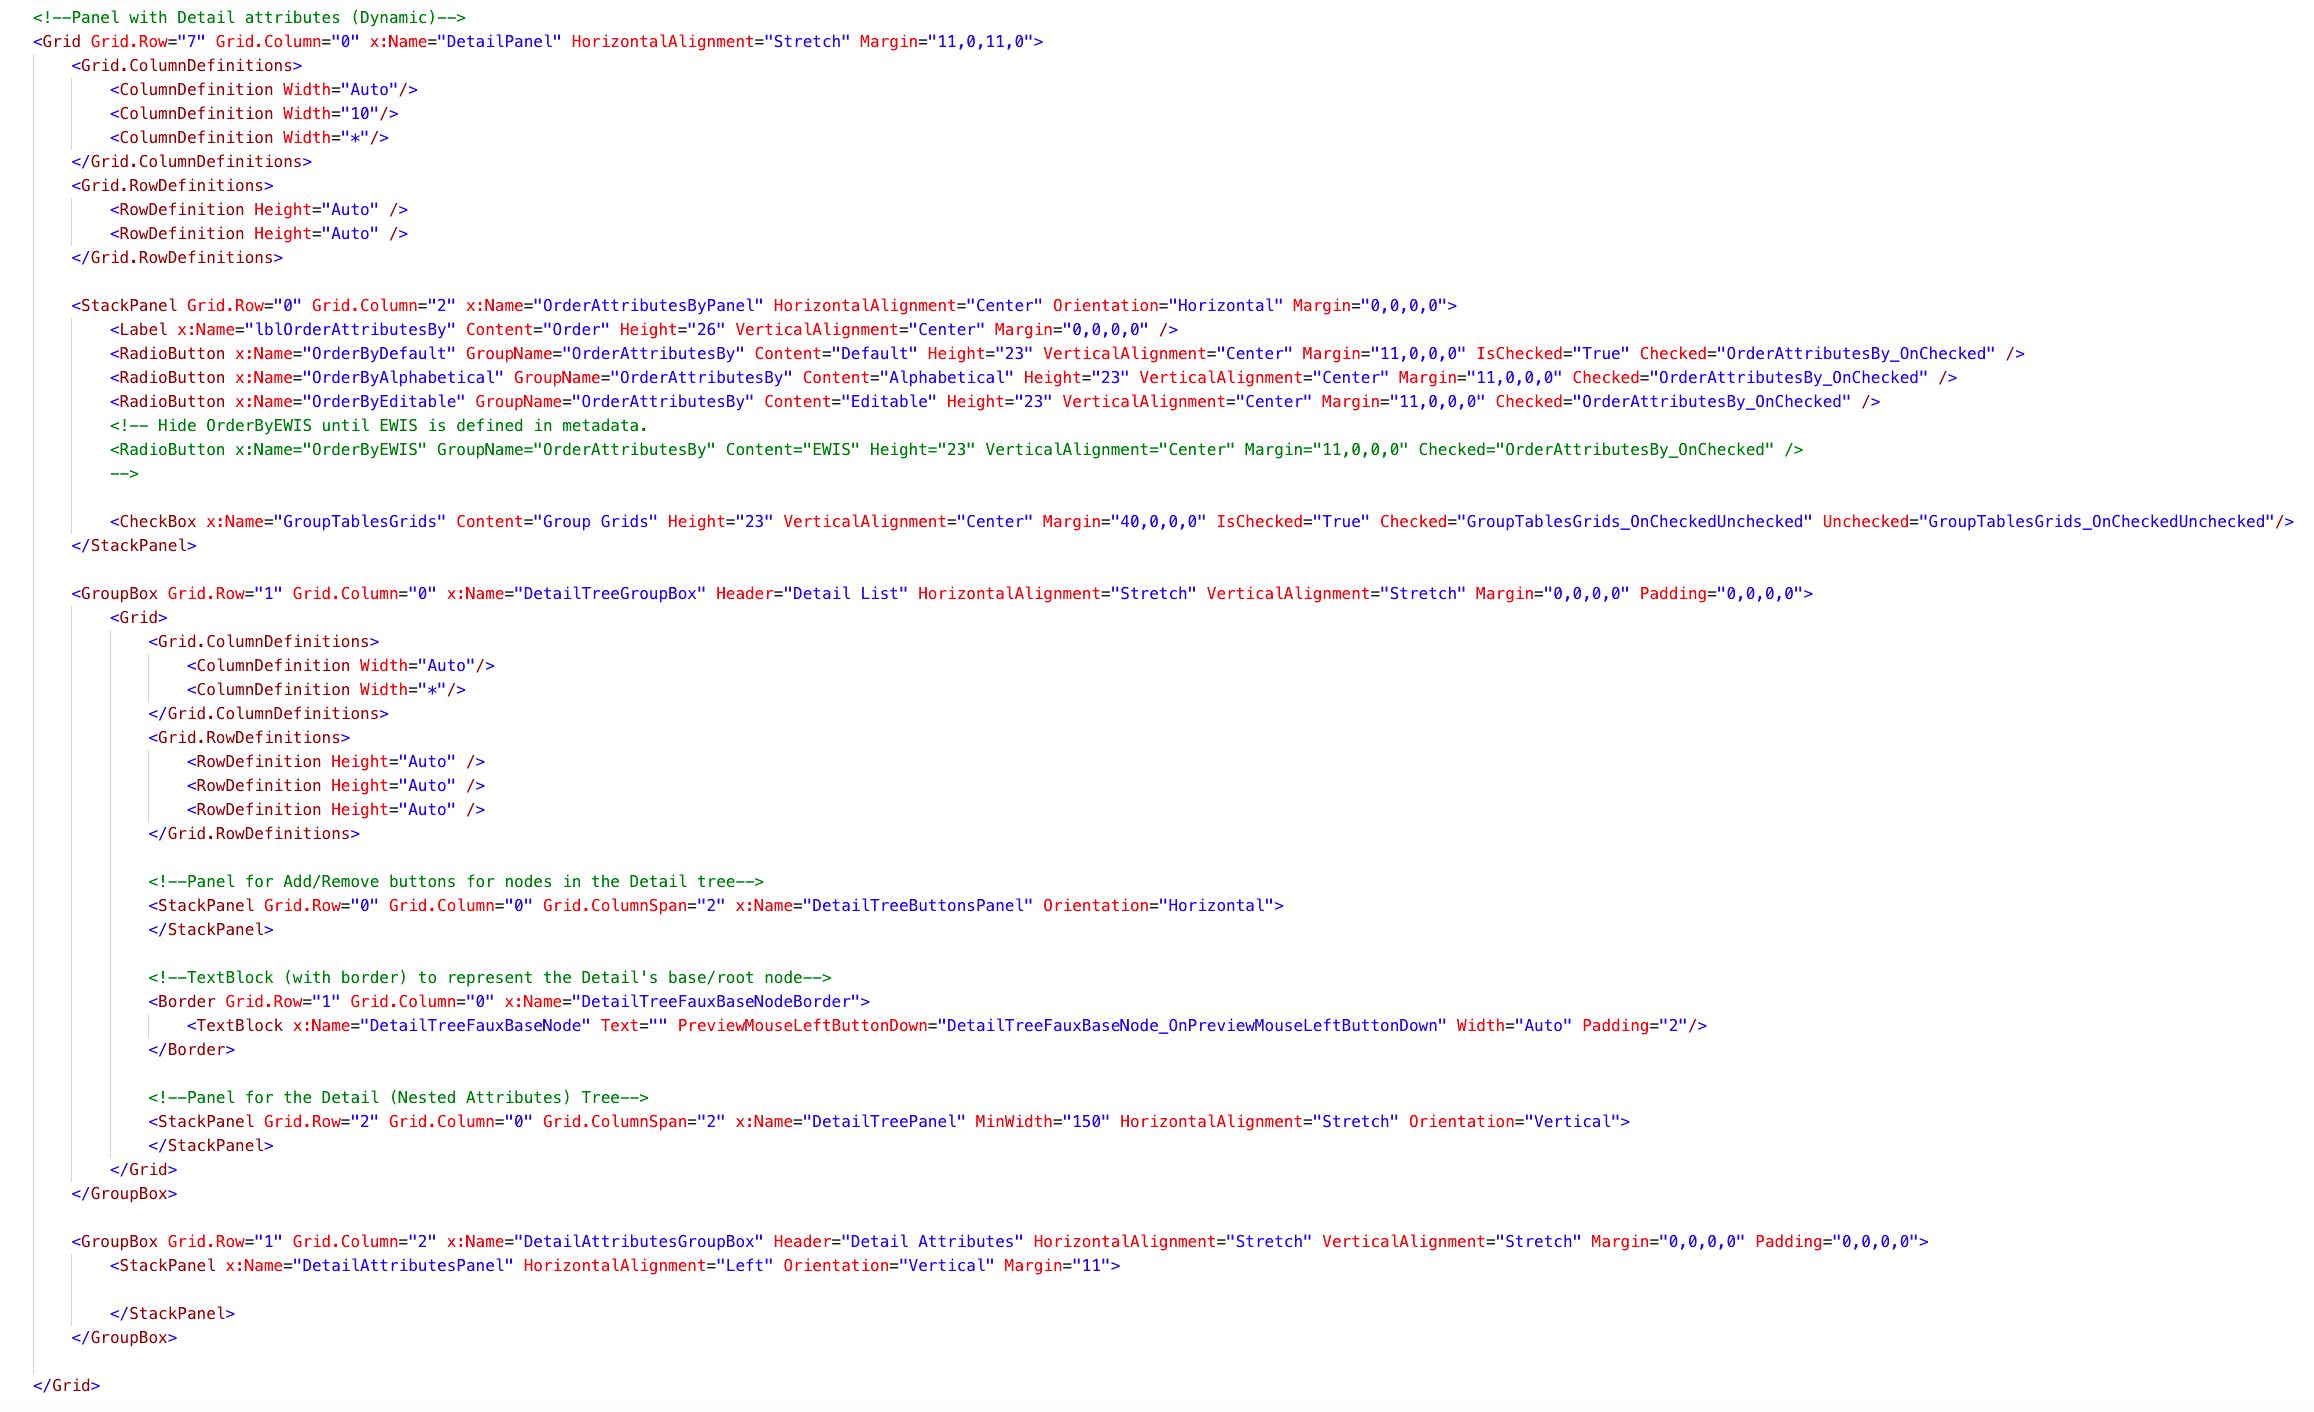 <!--Panel with Detail attributes (Dynamic)-->
<Grid Grid.Row="7" Grid.Column="0" x:Name="DetailPanel" HorizontalAlignment="Stretch" Margin="11,0,11,0">
    <Grid.ColumnDefinitions>
        <ColumnDefinition Width="Auto"/>
        <ColumnDefinition Width="10"/>
        <ColumnDefinition Width="*"/>
    </Grid.ColumnDefinitions>
    <Grid.RowDefinitions>
        <RowDefinition Height="Auto" />
        <RowDefinition Height="Auto" />
    </Grid.RowDefinitions>

    <StackPanel Grid.Row="0" Grid.Column="2" x:Name="OrderAttributesByPanel" HorizontalAlignment="Center" Orientation="Horizontal" Margin="0,0,0,0">
        <Label x:Name="lblOrderAttributesBy" Content="Order" Height="26" VerticalAlignment="Center" Margin="0,0,0,0" />
        <RadioButton x:Name="OrderByDefault" GroupName="OrderAttributesBy" Content="Default" Height="23" VerticalAlignment="Center" Margin="11,0,0,0" IsChecked="True" Checked="OrderAttributesBy_OnChecked" />
        <RadioButton x:Name="OrderByAlphabetical" GroupName="OrderAttributesBy" Content="Alphabetical" Height="23" VerticalAlignment="Center" Margin="11,0,0,0" Checked="OrderAttributesBy_OnChecked" />
        <RadioButton x:Name="OrderByEditable" GroupName="OrderAttributesBy" Content="Editable" Height="23" VerticalAlignment="Center" Margin="11,0,0,0" Checked="OrderAttributesBy_OnChecked" />
        <!-- Hide OrderByEWIS until EWIS is defined in metadata.
        <RadioButton x:Name="OrderByEWIS" GroupName="OrderAttributesBy" Content="EWIS" Height="23" VerticalAlignment="Center" Margin="11,0,0,0" Checked="OrderAttributesBy_OnChecked" />
        -->

        <CheckBox x:Name="GroupTablesGrids" Content="Group Grids" Height="23" VerticalAlignment="Center" Margin="40,0,0,0" IsChecked="True" Checked="GroupTablesGrids_OnCheckedUnchecked" Unchecked="GroupTablesGrids_OnCheckedUnchecked"/>
    </StackPanel>

    <GroupBox Grid.Row="1" Grid.Column="0" x:Name="DetailTreeGroupBox" Header="Detail List" HorizontalAlignment="Stretch" VerticalAlignment="Stretch" Margin="0,0,0,0" Padding="0,0,0,0">
        <Grid>
            <Grid.ColumnDefinitions>
                <ColumnDefinition Width="Auto"/>
                <ColumnDefinition Width="*"/>
            </Grid.ColumnDefinitions>
            <Grid.RowDefinitions>
                <RowDefinition Height="Auto" />
                <RowDefinition Height="Auto" />
                <RowDefinition Height="Auto" />
            </Grid.RowDefinitions>

            <!--Panel for Add/Remove buttons for nodes in the Detail tree-->
            <StackPanel Grid.Row="0" Grid.Column="0" Grid.ColumnSpan="2" x:Name="DetailTreeButtonsPanel" Orientation="Horizontal">
            </StackPanel>

            <!--TextBlock (with border) to represent the Detail's base/root node-->
            <Border Grid.Row="1" Grid.Column="0" x:Name="DetailTreeFauxBaseNodeBorder">
                <TextBlock x:Name="DetailTreeFauxBaseNode" Text="" PreviewMouseLeftButtonDown="DetailTreeFauxBaseNode_OnPreviewMouseLeftButtonDown" Width="Auto" Padding="2"/>
            </Border>

            <!--Panel for the Detail (Nested Attributes) Tree-->
            <StackPanel Grid.Row="2" Grid.Column="0" Grid.ColumnSpan="2" x:Name="DetailTreePanel" MinWidth="150" HorizontalAlignment="Stretch" Orientation="Vertical">
            </StackPanel>
        </Grid>
    </GroupBox>

    <GroupBox Grid.Row="1" Grid.Column="2" x:Name="DetailAttributesGroupBox" Header="Detail Attributes" HorizontalAlignment="Stretch" VerticalAlignment="Stretch" Margin="0,0,0,0" Padding="0,0,0,0">
        <StackPanel x:Name="DetailAttributesPanel" HorizontalAlignment="Left" Orientation="Vertical" Margin="11">

        </StackPanel>
    </GroupBox>

</Grid>